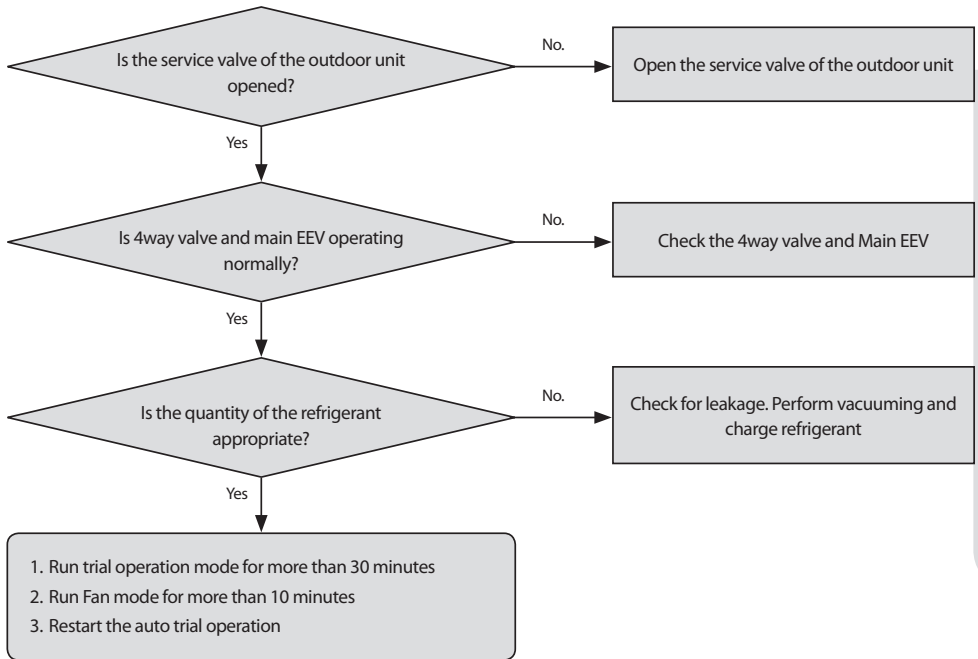 Is the service valve of the outdoor unit
opened?
No.
Open the service valve of the outdoor unit
Yes
Is 4way valve and main EEV operating
normally?
No.
Check the 4way valve and Main EEV
Yes
Is the quantity of the refrigerant
appropriate?
No.
Check for leakage. Perform vacuuming and
charge refrigerant
Yes
1. Run trial operation mode for more than 30 minutes
2. Run Fan mode for more than 10 minutes
3. Restart the auto trial operation